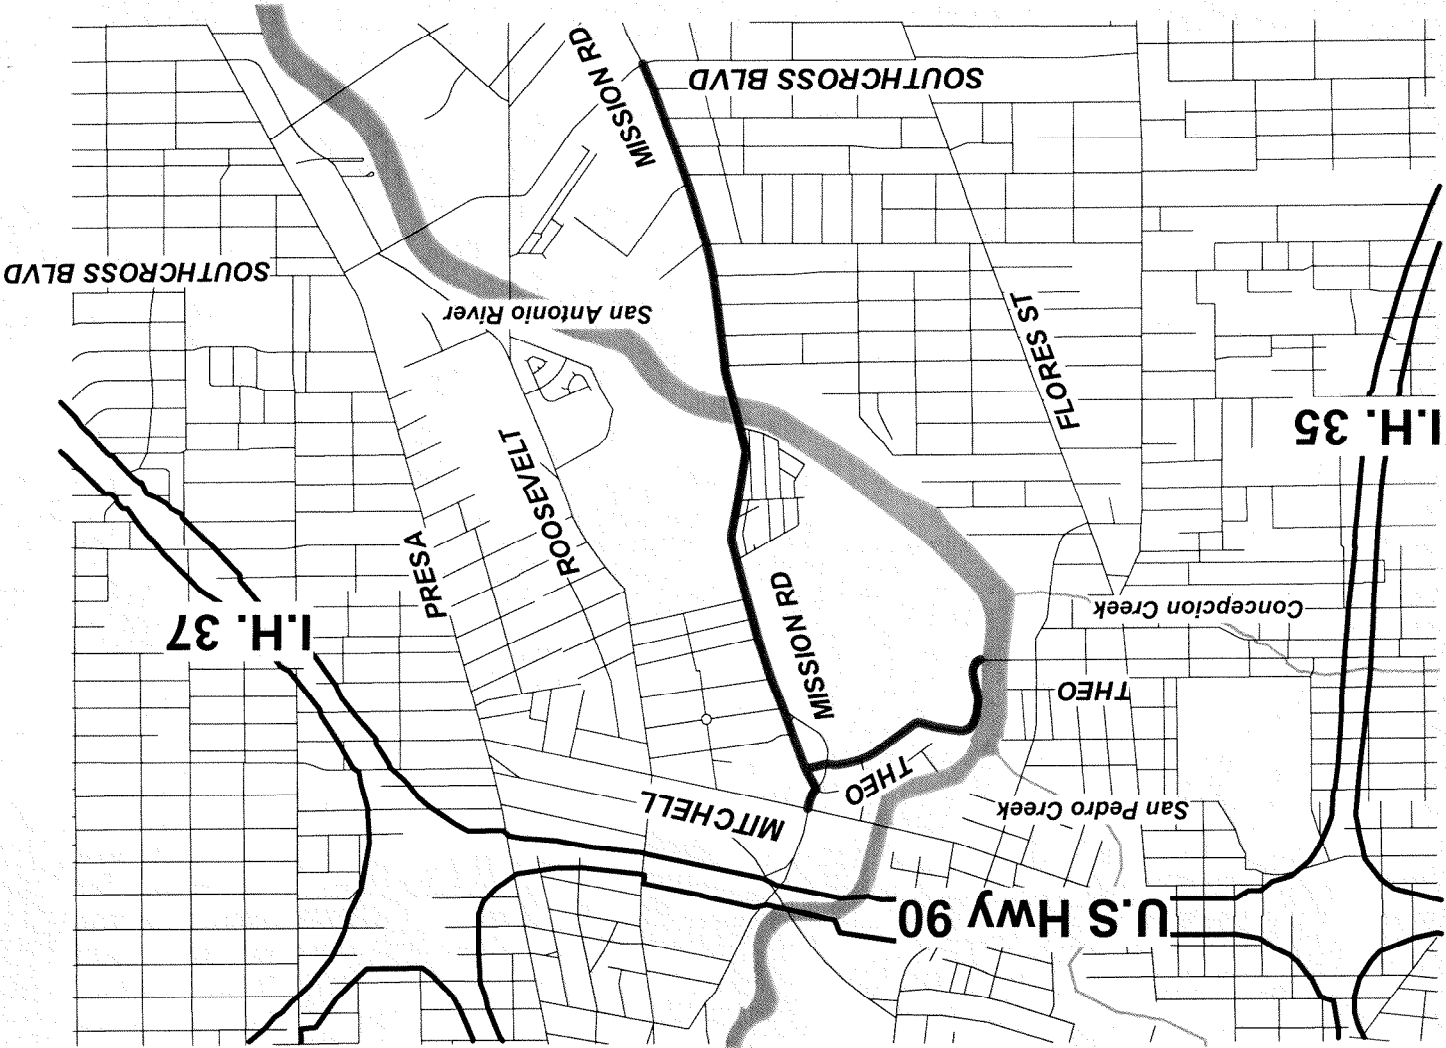 U.S Hwy 90
San Pedro Creek
MITCHELL
THEO
THEO
MISSION RD
I.H. 37
Concepcion Creek
PRESA
ROOSEVELT
I.H. 35
FLORES ST
San Antonio River
SOUTHCROSS BLVD
MISSION RD
SOUTHCROSS BLVD